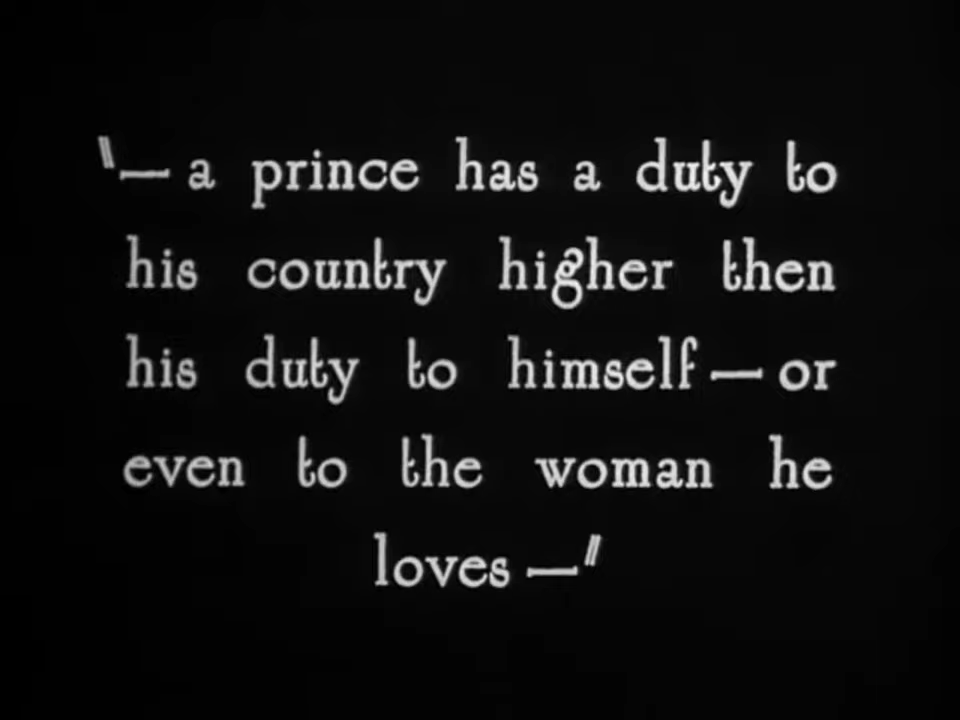 "— a prince has a duty to
his country higher then
his duty to himself — or
even to the woman he
loves —"